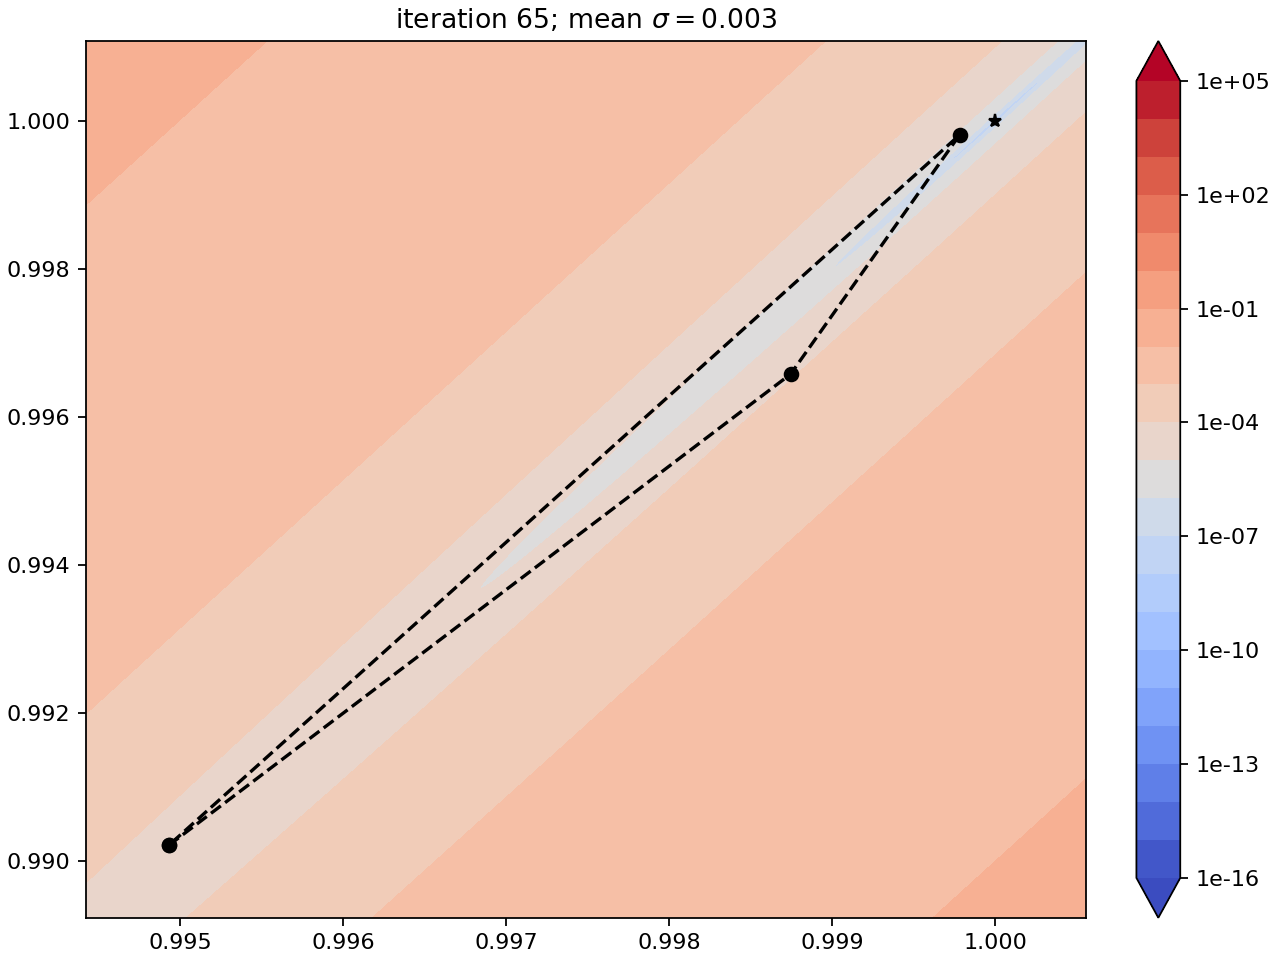 iteration 65; mean σ = 0.003
1.000
0.998
0.996
0.994
0.992
0.990
0.995
0.996
0.997
0.998
0.999
1.000
1e+05
1e+02
1e-01
1e-04
1e-07
1e-10
1e-13
1e-16